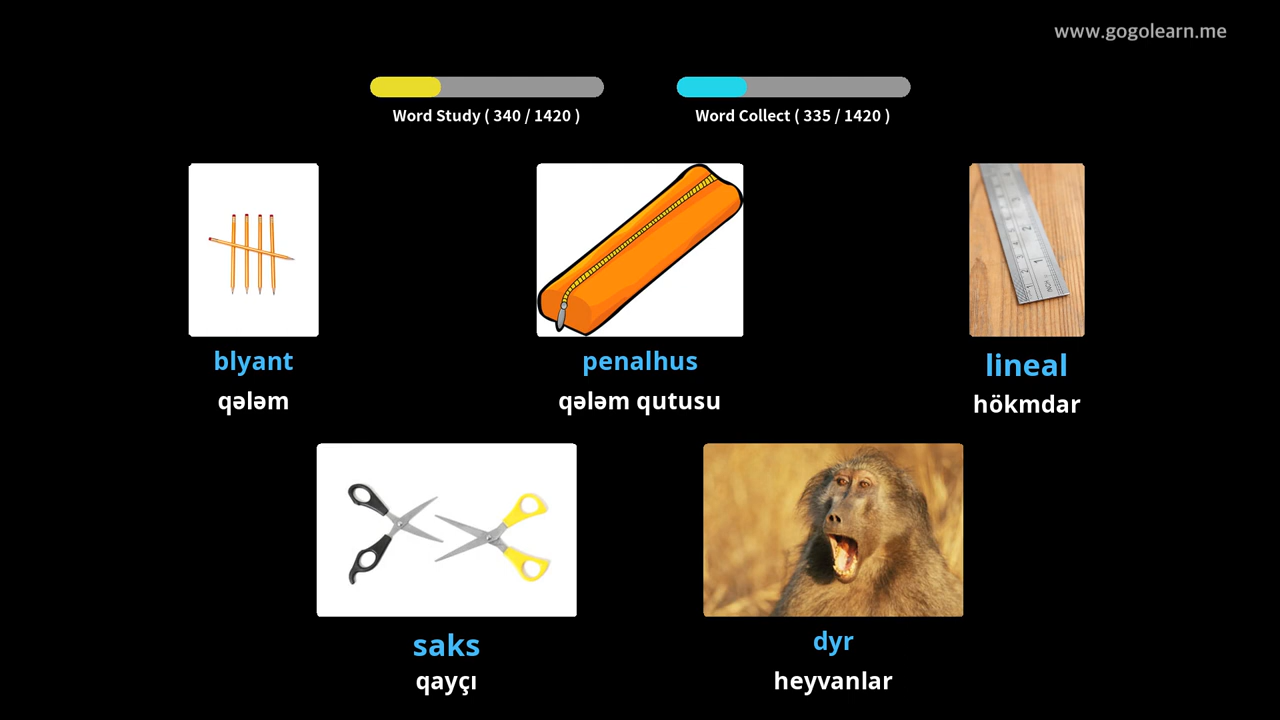 www.gogolearn.me
Word Study ( 340 / 1420 )
Word Collect ( 335 / 1420 )
blyant
qələm
penalhus
qələm qutusu
lineal
hökmdar
saks
qayçı
dyr
heyvanlar